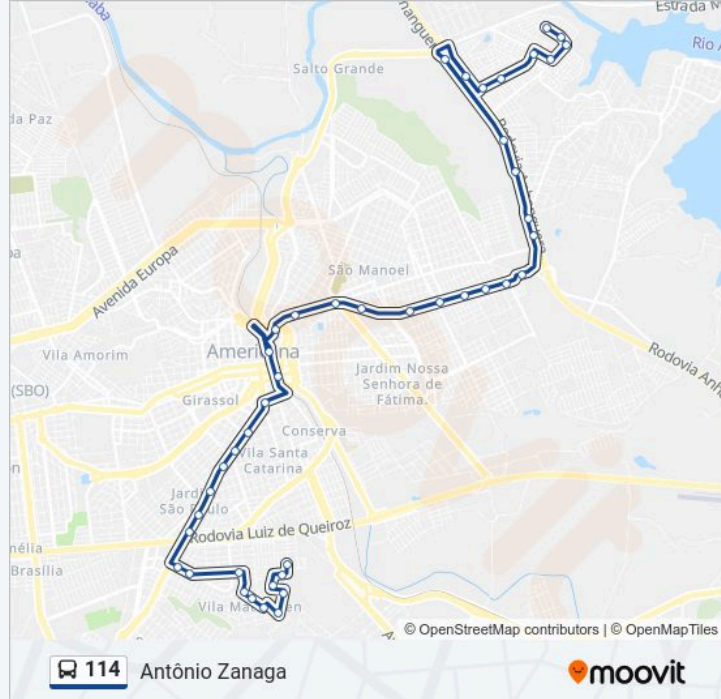 Estrada M
Rio A
Salto Grande
da Paz
São Manoel
Avenida Europa
Vila Amorim
Americana
Rodovia Anh
(SBO)
Girassol
Jardim Nossa
Senhora de
Fátima.
Conserva
Vila Santa
Catarina
São Paulo
Rodovia Luiz de Queiroz
mélia
Brasília
© OpenStreetMap contributors | © OpenMapTiles
114 Antônio Zanaga
moovit